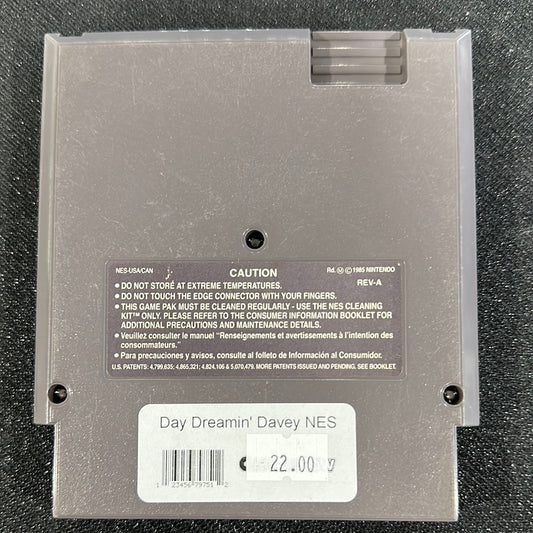 NES-USA/CAN
CAUTION
Rd. Ⓜ © 1985 NINTENDO
REV-A
• DO NOT STORE AT EXTREME TEMPERATURES.
• DO NOT TOUCH THE EDGE CONNECTOR WITH YOUR FINGERS.
• THIS GAME PAK MUST BE CLEANED REGULARLY - USE THE NES CLEANING
KIT™ ONLY. PLEASE REFER TO THE CONSUMER INFORMATION BOOKLET FOR
ADDITIONAL PRECAUTIONS AND MAINTENANCE DETAILS.
• Veuillez consulter le manuel "Renseignements et avertissements à l'intention des
consommateurs."
• Para precauciones y avisos, consulte al folleto de Información al Consumidor.
U.S. PATENTS: 4,799,635; 4,865,321; 4,824,106 & 5,070,479. MORE PATENTS ISSUED AND PENDING. SEE BOOKLET.
Day Dreamin' Davey NES
22.00
1 23456 79751 2